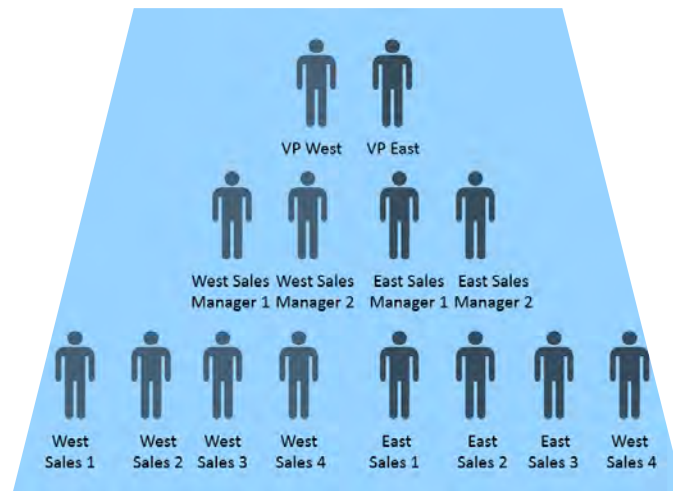 VP West VP East
West Sales West Sales East Sales East Sales
Manager 1 Manager 2 Manager 1 Manager 2
West West West West East East East West
Sales 1 Sales 2 Sales 3 Sales 4 Sales 1 Sales 2 Sales 3 Sales 4